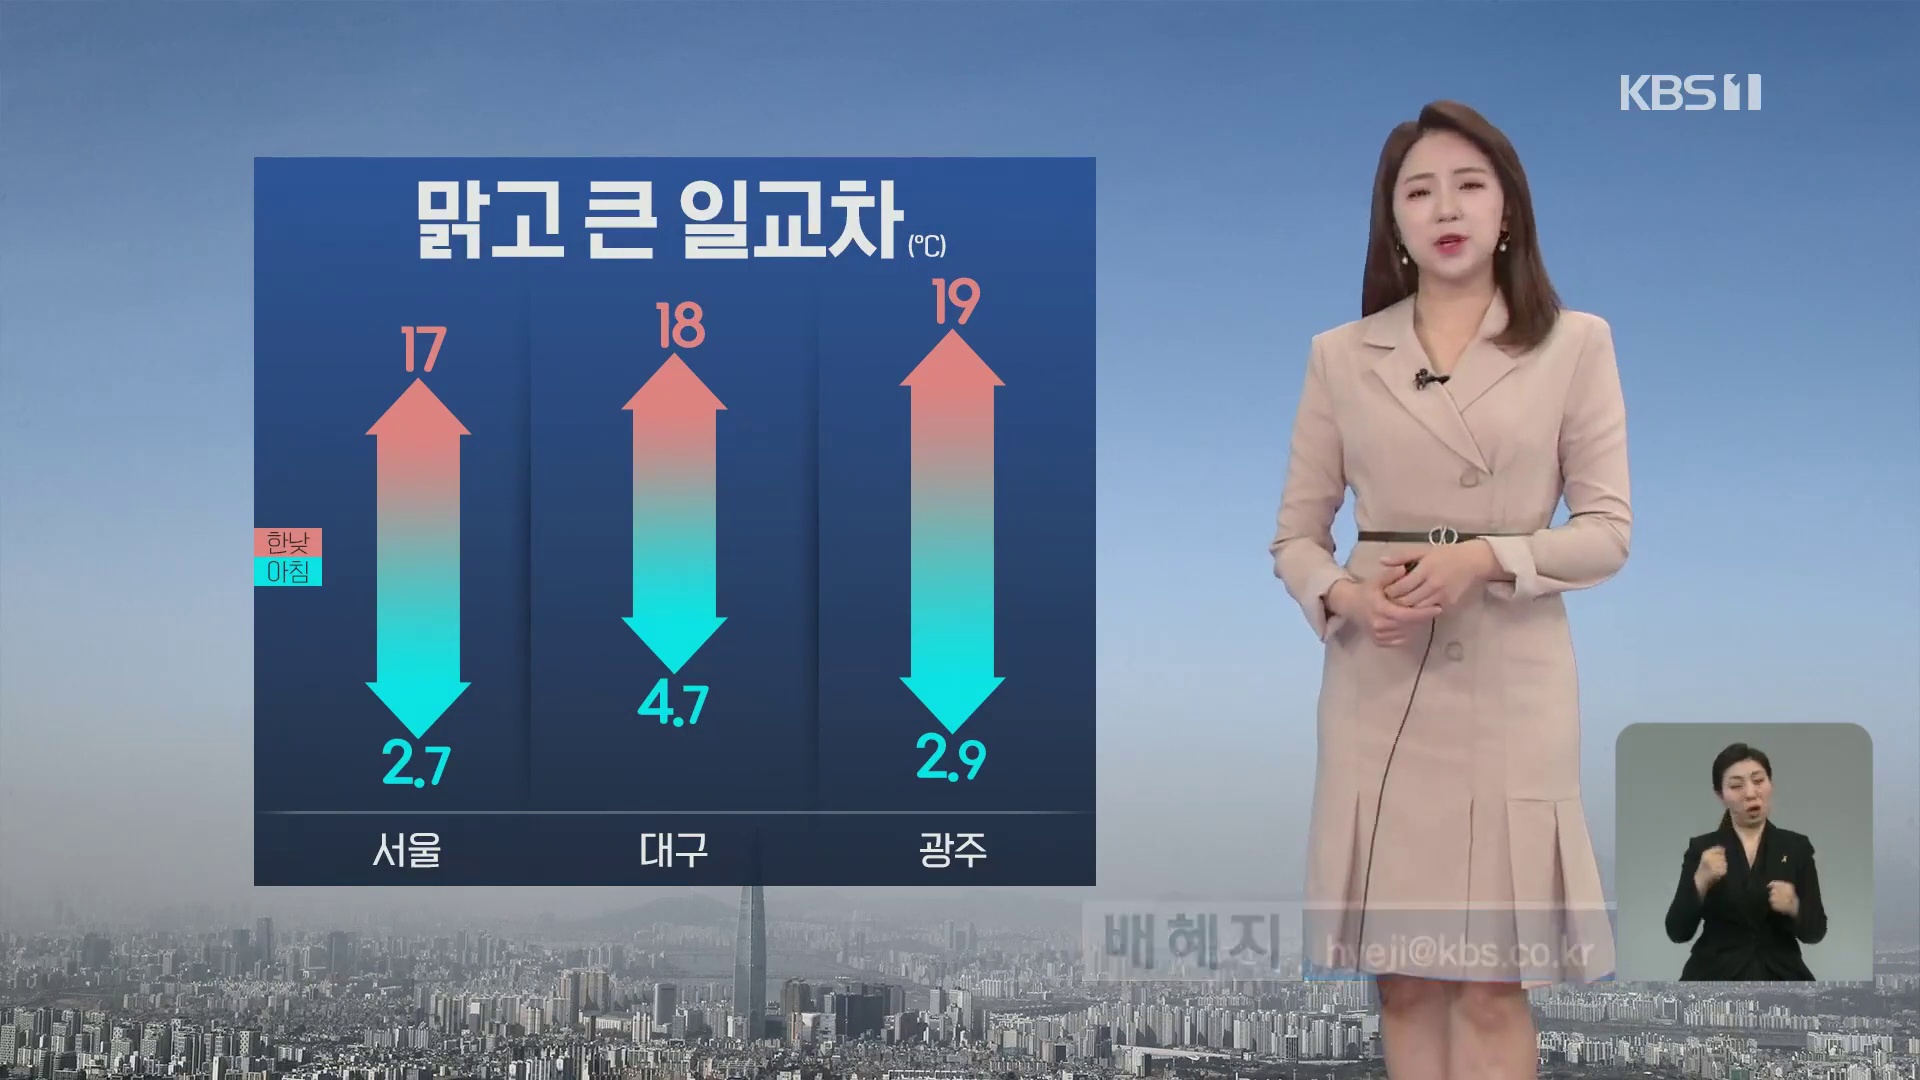 KBS 1
맑고 큰 일교차 (℃)
17 18 19
한낮
아침
2.7 4.7 2.9
서울 대구 광주
배혜지 hyeji@kbs.co.kr